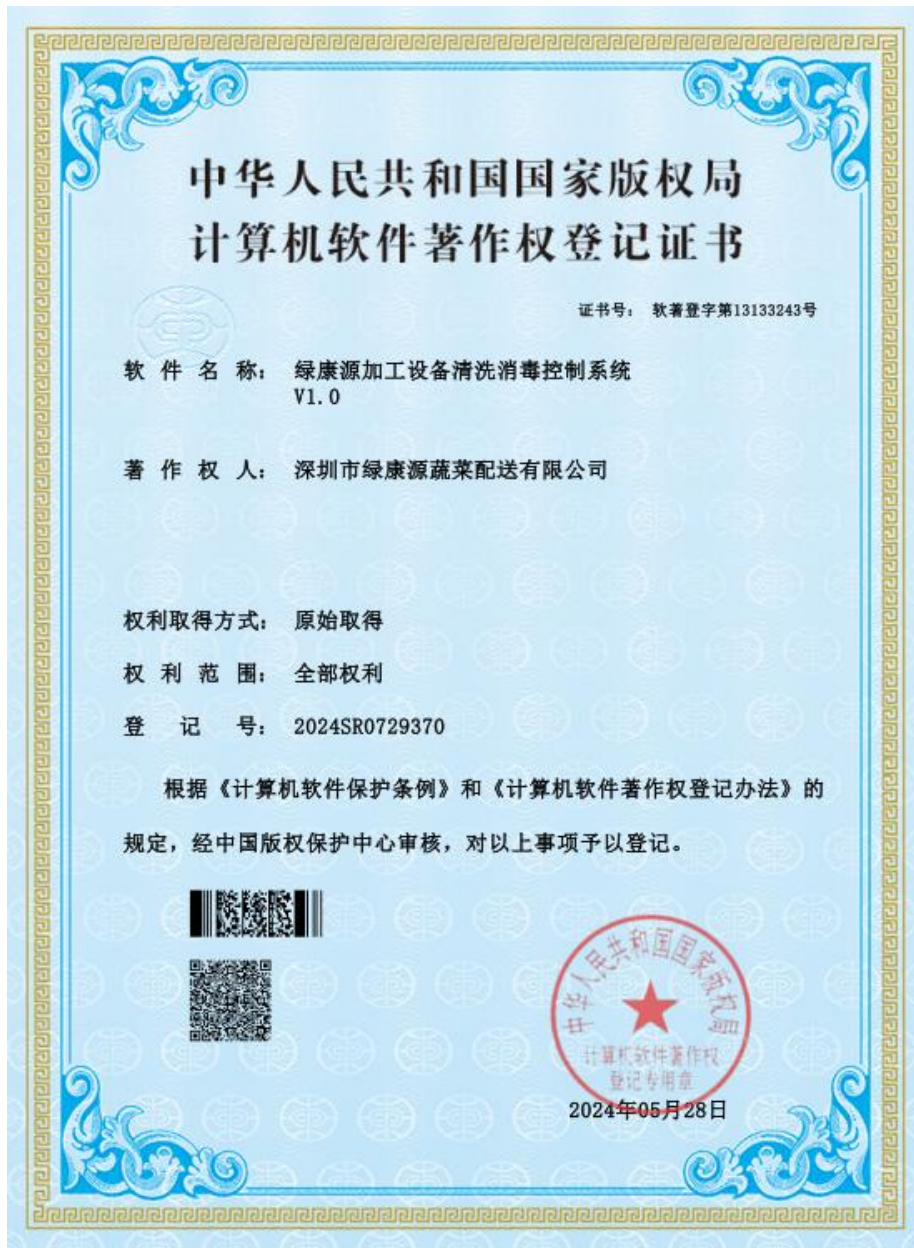 中华人民共和国国家版权局
计算机软件著作权登记证书
证书号： 软著登字第13133243号
软件名称： 绿康源加工设备清洗消毒控制系统
V1.0
著作权人： 深圳市绿康源蔬菜配送有限公司
权利取得方式： 原始取得
权利范围： 全部权利
登记号： 2024SR0729370
根据《计算机软件保护条例》和《计算机软件著作权登记办法》的
规定，经中国版权保护中心审核，对以上事项予以登记。
中华人民共和国国家版权局
计算机软件著作权
登记专用章
2024年05月28日